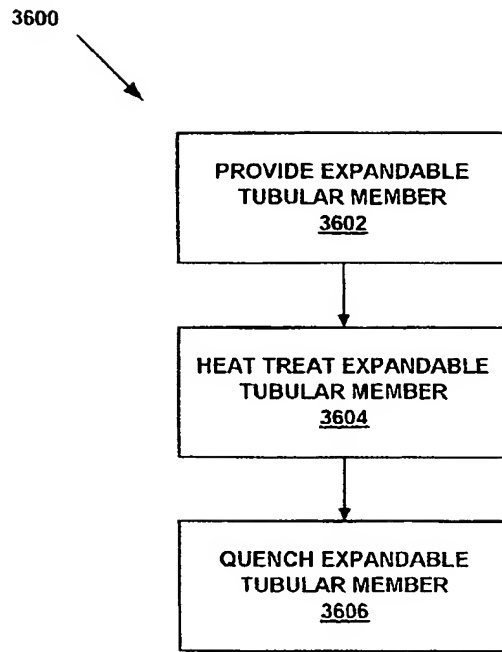 3600
PROVIDE EXPANDABLE
TUBULAR MEMBER
3602
HEAT TREAT EXPANDABLE
TUBULAR MEMBER
3604
QUENCH EXPANDABLE
TUBULAR MEMBER
3606